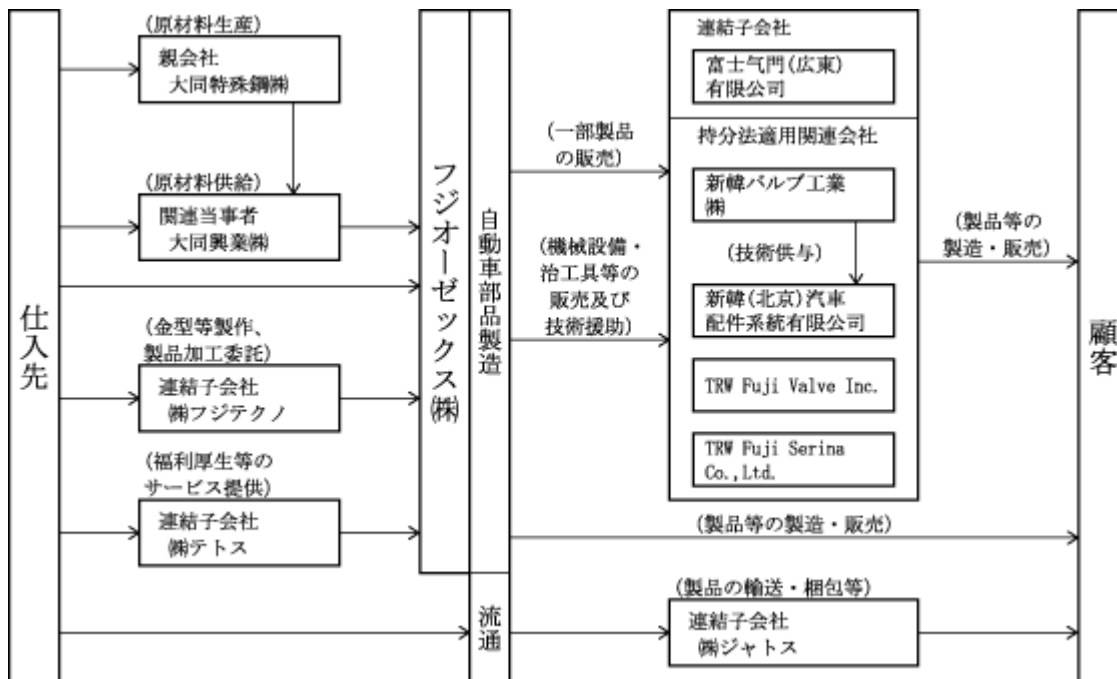 仕入先
(原材料生産)
親会社
大同特殊鋼㈱
(原材料供給)
関連当事者
大同興業㈱
(金型等製作、
製品加工委託)
連結子会社
㈱フジテクノ
(福利厚生等の
サービス提供)
連結子会社
㈱テトス
フジオーゼックス㈱
自動車部品製造
流通
(一部製品
の販売)
(機械設備・
治工具等の
販売及び
技術援助)
連結子会社
富士气門(広東)
有限公司
持分法適用関連会社
新韓バルブ工業
㈱
(技術供与)
新韓(北京)汽車
配件系統有限公司
TRW Fuji Valve Inc.
TRW Fuji Serina
Co.,Ltd.
(製品等の
製造・販売)
(製品等の製造・販売)
(製品の輸送・梱包等)
連結子会社
㈱ジャトス
顧客